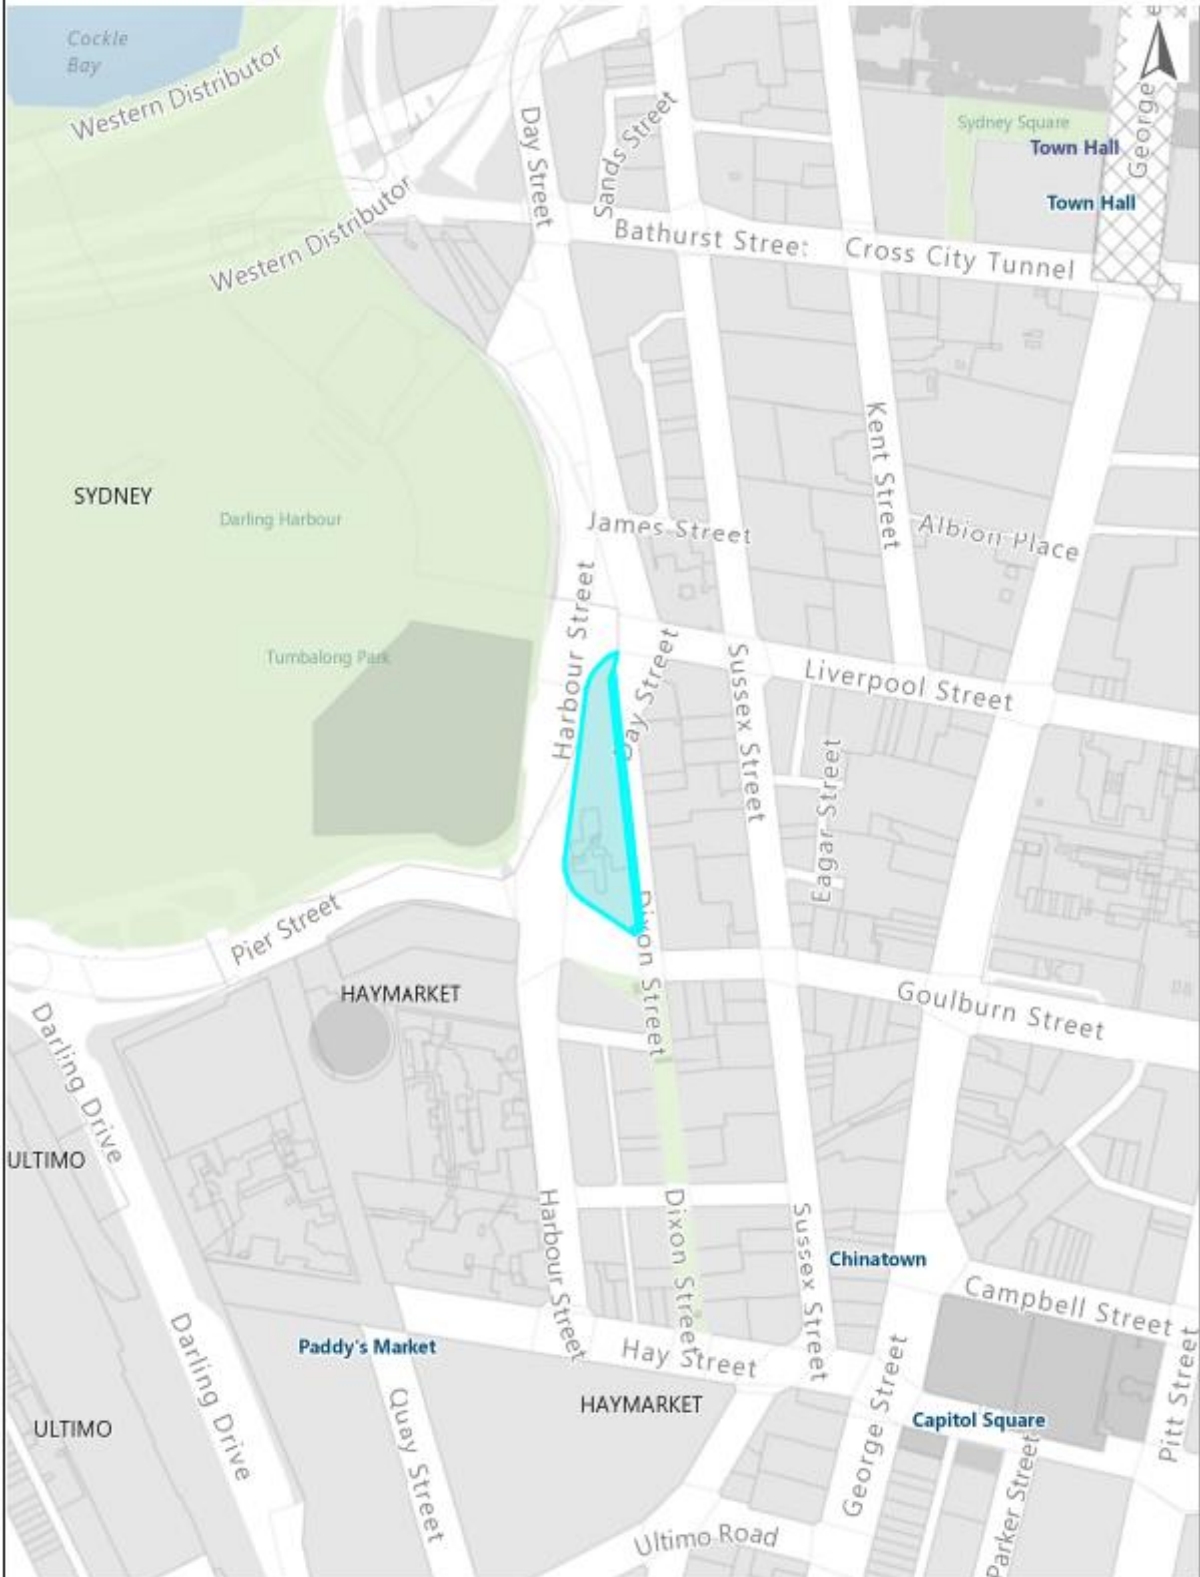 Cockle
Bay
Western Distributor
George
Sydney Square
Town Hall
Town Hall
Day Street
Sands Street
Western Distributor
Bathurst Street
Cross City Tunnel
Kent Street
SYDNEY
Darling Harbour
James Street
Albion Place
Harbour Street
Tumbalong Park
Day Street
Sussex Street
Liverpool Street
Eagar Street
Pier Street
Dixon Street
HAYMARKET
Goulburn Street
Darling Drive
ULTIMO
Harbour Street
Dixon Street
Sussex Street
Chinatown
Campbell Street
Darling Drive
Paddy's Market
Hay Street
Pitt Street
George Street
HAYMARKET
Quay Street
ULTIMO
Capitol Square
Parker Street
Ultimo Road